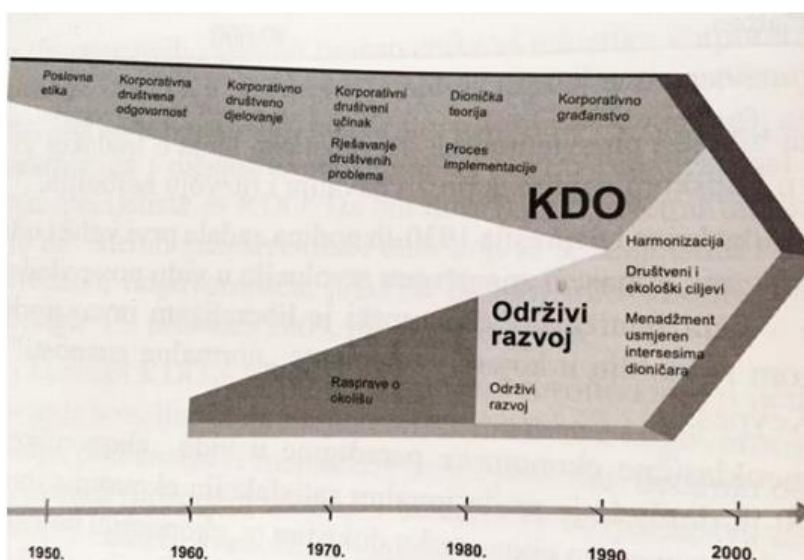 Poslovna
etika
Korporativna
društvena
odgovornost
Korporativno
društveno
djelovanje
Korporativni
društveni
učinak
Rješavanje
društvenih
problema
Dionička
teorija
Proces
implementacije
Korporativno
građanstvo
KDO
Harmonizacija
Društveni i
ekološki ciljevi
Menadžment
usmjeren
intersesima
dioničara
Održivi
razvoj
Održivi
razvoj
Rasprave o
okolišu
1950.
1960.
1970.
1980.
1990
2000.